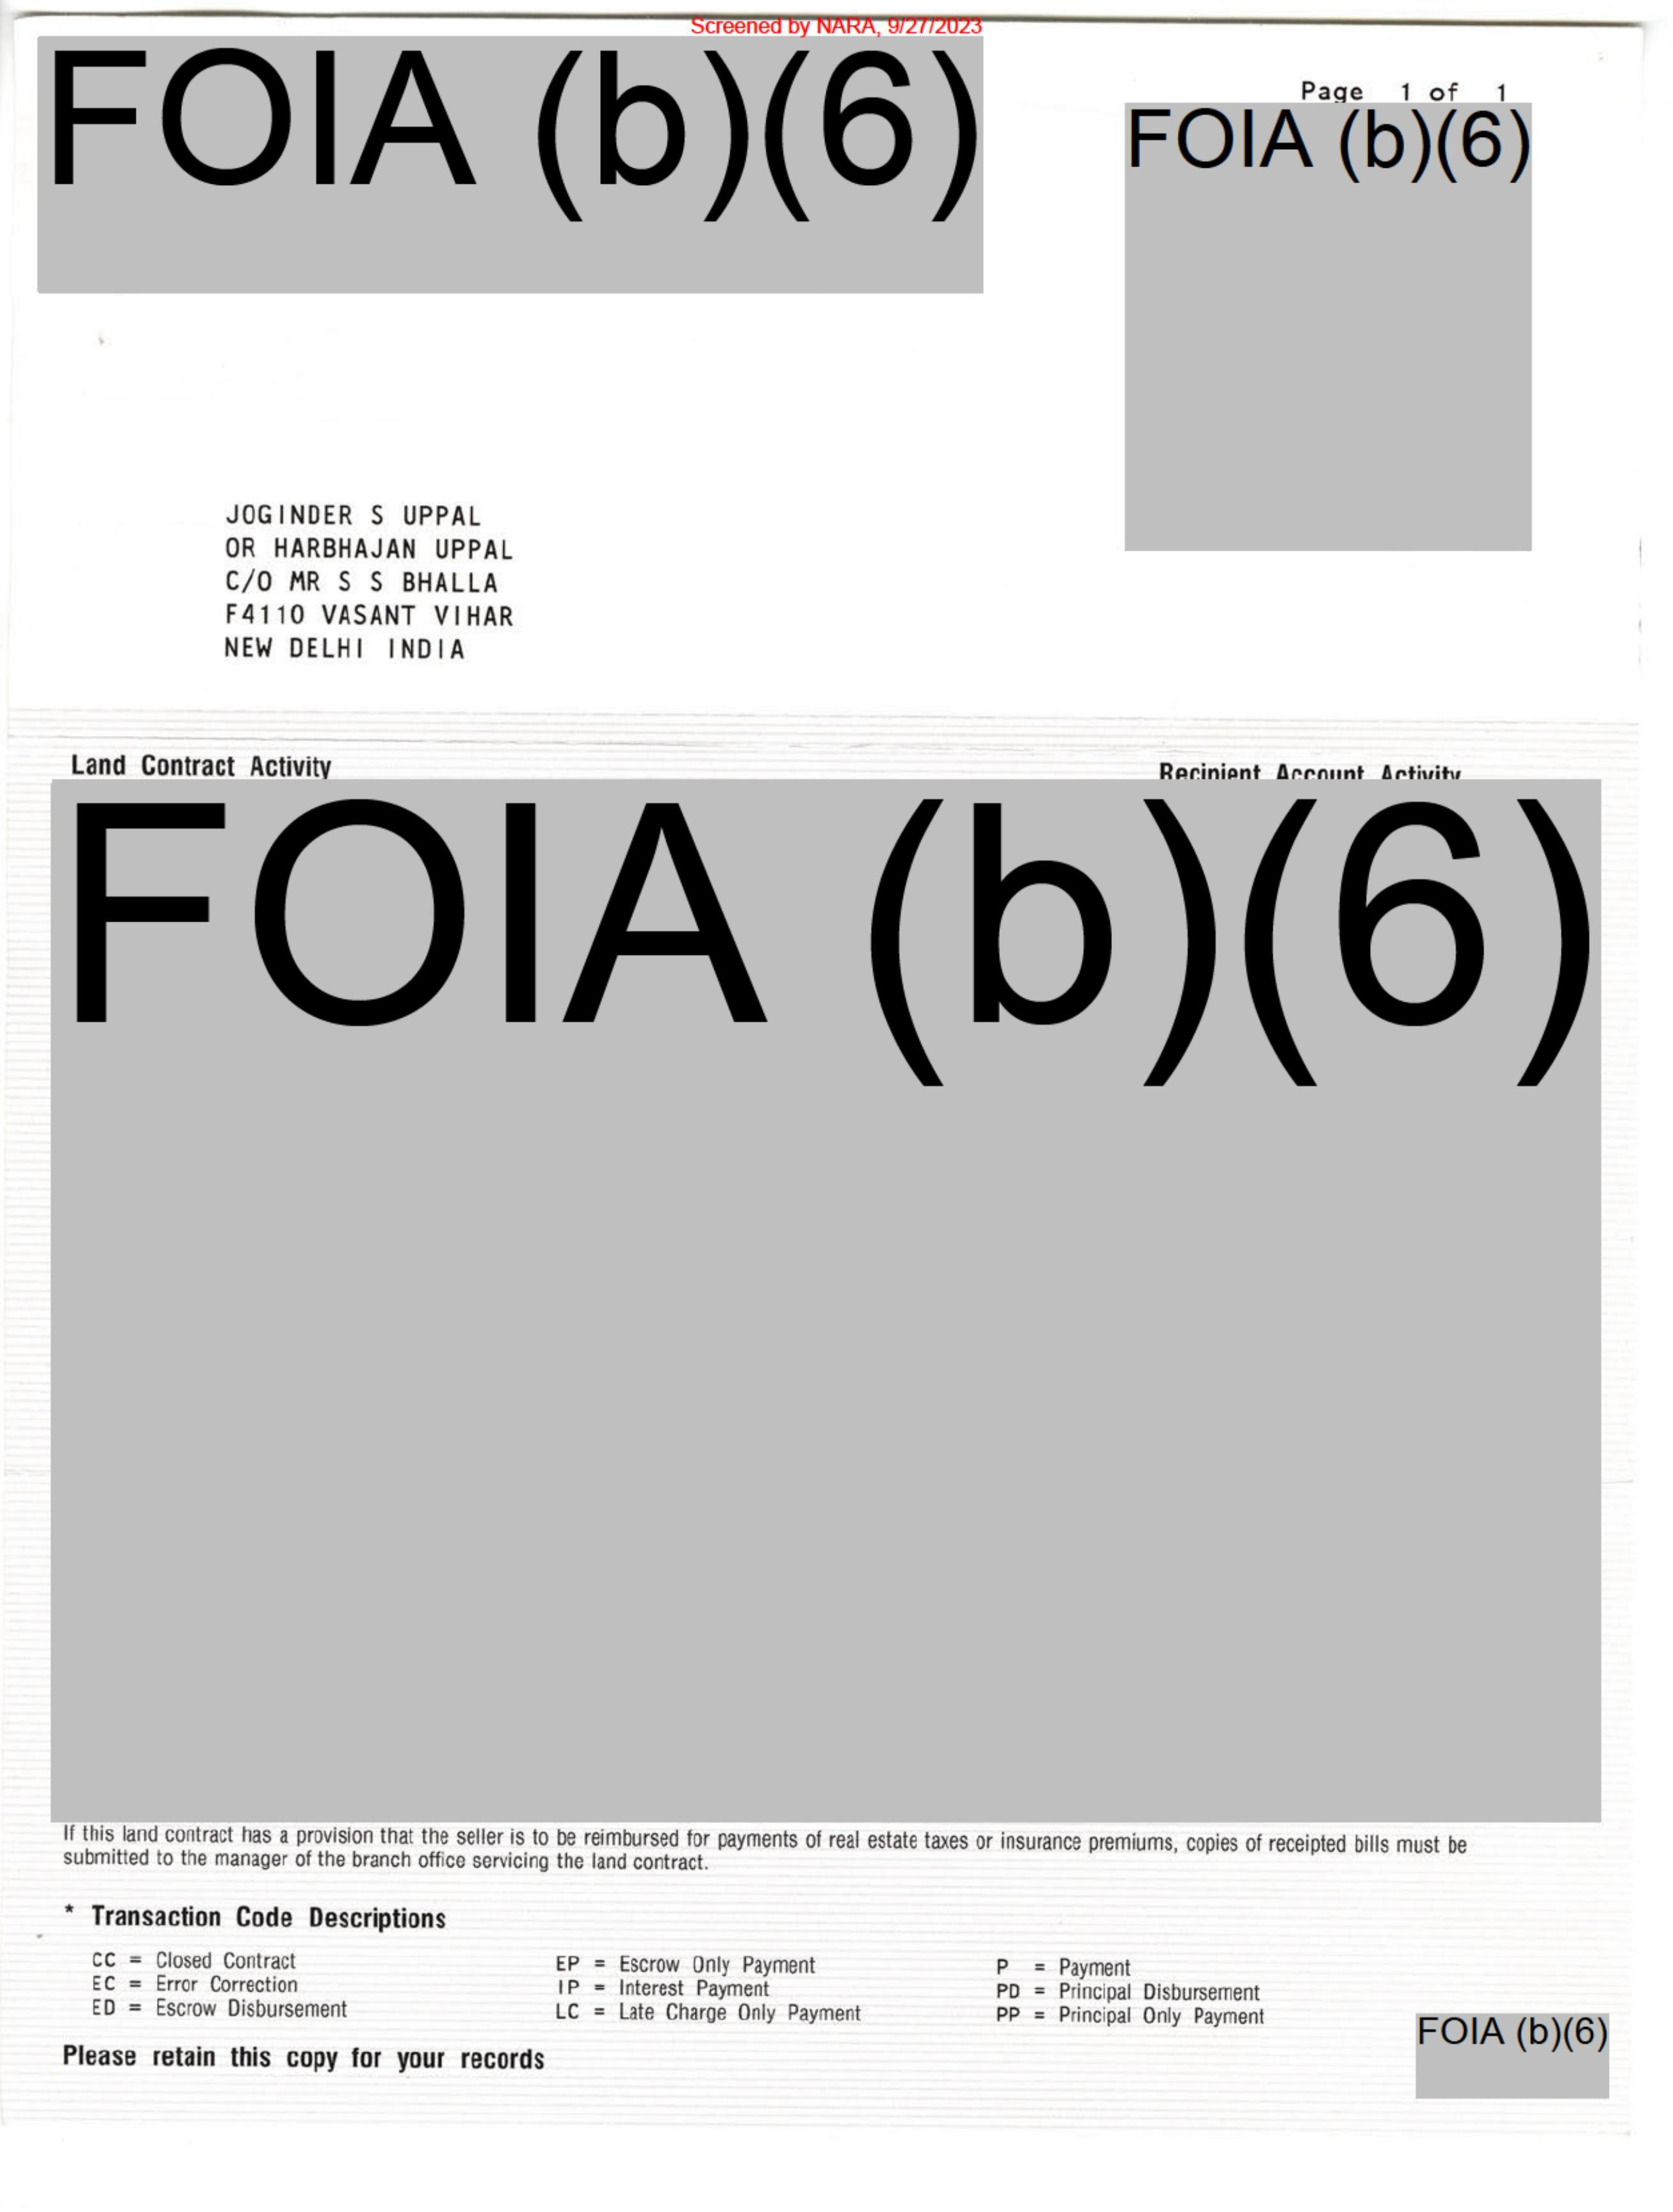 Screened by NARA, 9/27/2023
FOIA (b)(6)
Page 1 of 1
FOIA (b)(6)
JOGINDER S UPPAL
OR HARBHAJAN UPPAL
C/O MR S S BHALLA
F4110 VASANT VIHAR
NEW DELHI INDIA
Land Contract Activity
Recipient Account Activity
FOIA (b)(6)
If this land contract has a provision that the seller is to be reimbursed for payments of real estate taxes or insurance premiums, copies of receipted bills must be
submitted to the manager of the branch office servicing the land contract.
* Transaction Code Descriptions
CC = Closed Contract
EC = Error Correction
ED = Escrow Disbursement
EP = Escrow Only Payment
IP = Interest Payment
LC = Late Charge Only Payment
P = Payment
PD = Principal Disbursement
PP = Principal Only Payment
Please retain this copy for your records
FOIA (b)(6)